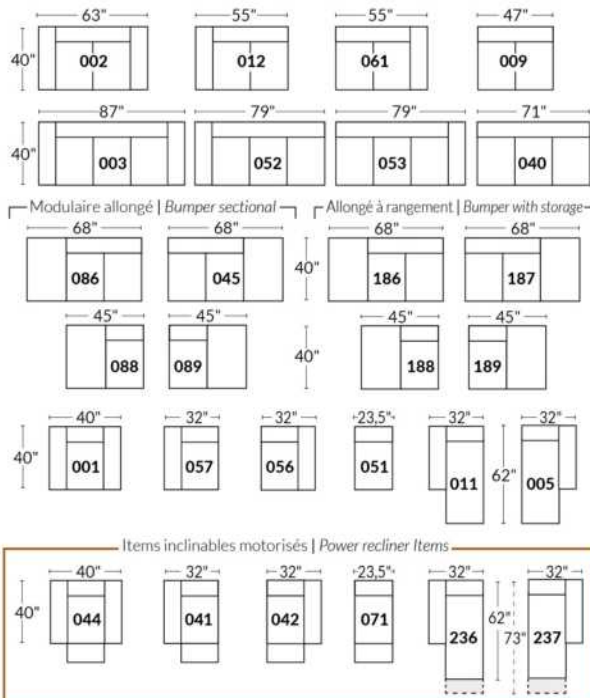 63" 55" 55" 47"
40" 002 012 061 009
87" 79" 79" 71"
40" 003 052 053 040
Modulaire allongé | Bumper sectional Allongé à rangement | Bumper with storage
68" 68" 68" 68"
086 045 40" 186 187
45" 45" 45" 45"
088 089 40" 188 189
40" 32" 32" 23,5" 32" 32"
40" 001 057 056 051 011 62" 005
Items inclinables motorisés | Power recliner Items
40" 32" 32" 23,5" 32" 32"
40" 044 041 042 071 236 62" 73" 237